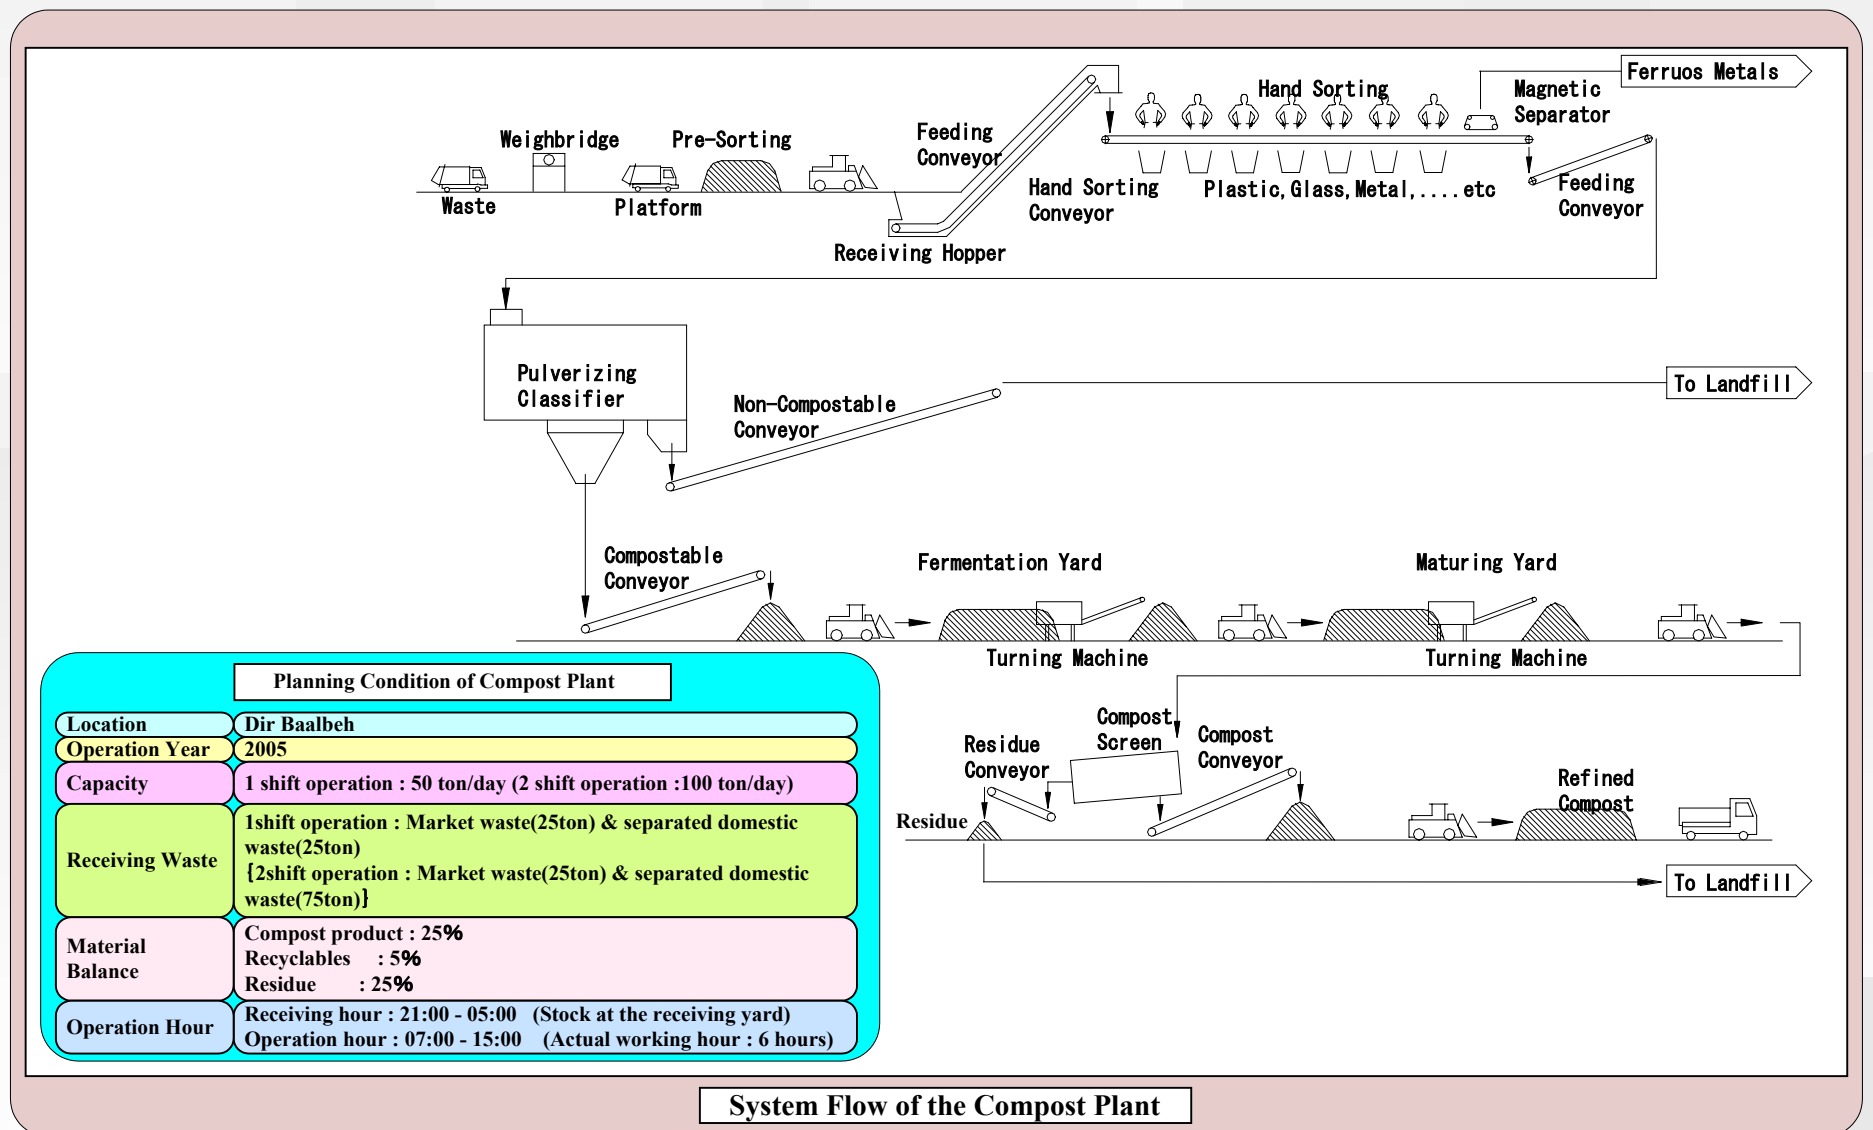 Ferruos Metals
Hand Sorting
Magnetic
Separator
Weighbridge
Pre-Sorting
Feeding
Conveyor
Waste
Platform
Hand Sorting
Conveyor
Plastic, Glass, Metal, .... etc
Feeding
Conveyor
Receiving Hopper
Pulverizing
Classifier
Non-Compostable
Conveyor
To Landfill
Compostable
Conveyor
Fermentation Yard
Maturing Yard
Turning Machine
Turning Machine
Compost
Screen
Residue
Conveyor
Compost
Conveyor
Refined
Compost
Residue
To Landfill
Planning Condition of Compost Plant
Location Dir Baalbeh
Operation Year 2005
Capacity 1 shift operation : 50 ton/day (2 shift operation :100 ton/day)
Receiving Waste
1shift operation : Market waste(25ton) & separated domestic
waste(25ton)
{2shift operation : Market waste(25ton) & separated domestic
waste(75ton)}
Material
Balance
Compost product : 25%
Recyclables : 5%
Residue : 25%
Operation Hour
Receiving hour : 21:00 - 05:00 (Stock at the receiving yard)
Operation hour : 07:00 - 15:00 (Actual working hour : 6 hours)
System Flow of the Compost Plant